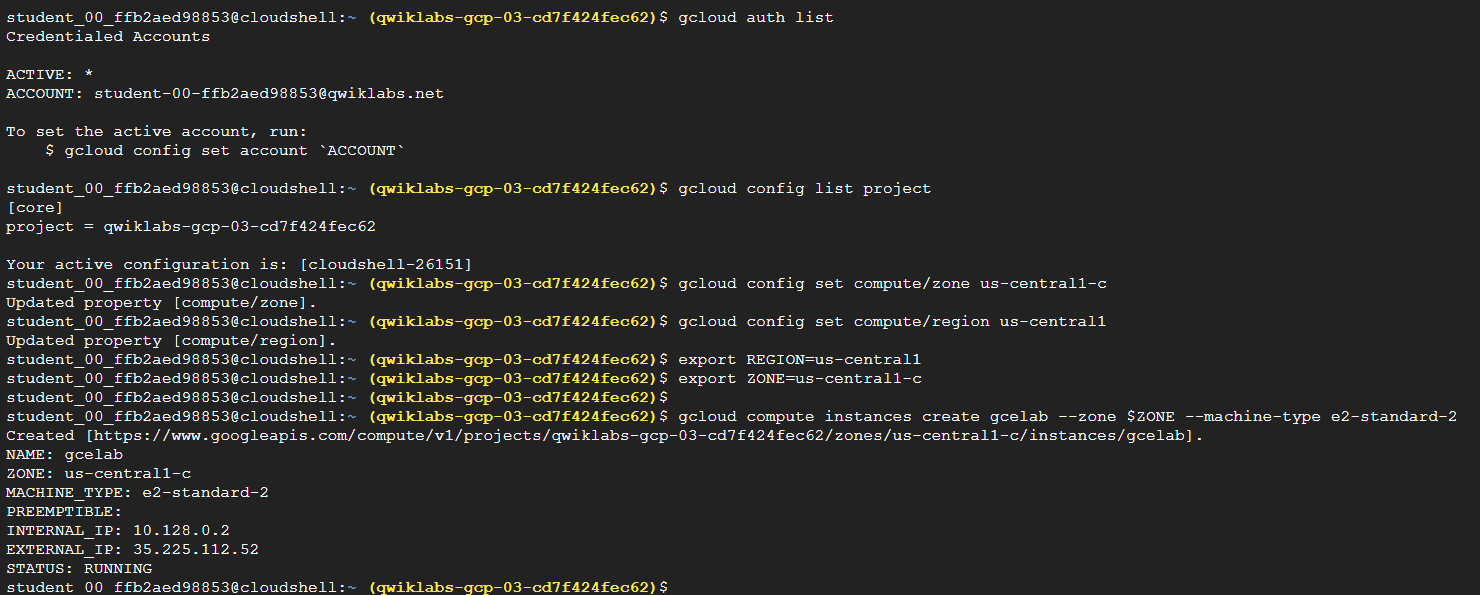 student_00_ffb2aed98853@cloudshell:~ (qwiklabs-gcp-03-cd7f424fec62)$ gcloud auth list
Credentialed Accounts
ACTIVE: *
ACCOUNT: student-00-ffb2aed98853@qwiklabs.net
To set the active account, run:
    $ gcloud config set account `ACCOUNT`
student_00_ffb2aed98853@cloudshell:~ (qwiklabs-gcp-03-cd7f424fec62)$ gcloud config list project
[core]
project = qwiklabs-gcp-03-cd7f424fec62
Your active configuration is: [cloudshell-26151]
student_00_ffb2aed98853@cloudshell:~ (qwiklabs-gcp-03-cd7f424fec62)$ gcloud config set compute/zone us-central1-c
Updated property [compute/zone].
student_00_ffb2aed98853@cloudshell:~ (qwiklabs-gcp-03-cd7f424fec62)$ gcloud config set compute/region us-central1
Updated property [compute/region].
student_00_ffb2aed98853@cloudshell:~ (qwiklabs-gcp-03-cd7f424fec62)$ export REGION=us-central1
student_00_ffb2aed98853@cloudshell:~ (qwiklabs-gcp-03-cd7f424fec62)$ export ZONE=us-central1-c
student_00_ffb2aed98853@cloudshell:~ (qwiklabs-gcp-03-cd7f424fec62)$
student_00_ffb2aed98853@cloudshell:~ (qwiklabs-gcp-03-cd7f424fec62)$ gcloud compute instances create gcelab --zone $ZONE --machine-type e2-standard-2
Created [https://www.googleapis.com/compute/v1/projects/qwiklabs-gcp-03-cd7f424fec62/zones/us-central1-c/instances/gcelab].
NAME: gcelab
ZONE: us-central1-c
MACHINE_TYPE: e2-standard-2
PREEMPTIBLE:
INTERNAL_IP: 10.128.0.2
EXTERNAL_IP: 35.225.112.52
STATUS: RUNNING
student_00_ffb2aed98853@cloudshell:~ (qwiklabs-gcp-03-cd7f424fec62)$